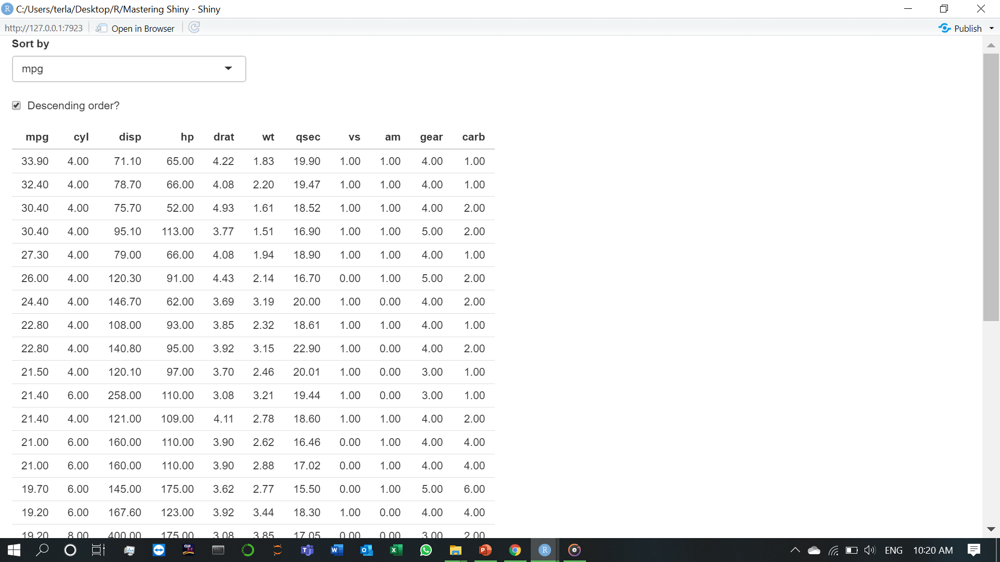 R C:/Users/terla/Desktop/R/Mastering Shiny - Shiny
http://127.0.0.1:7923 Open in Browser Publish
Sort by
mpg
Descending order?
mpg cyl disp hp drat wt qsec vs am gear carb
33.90 4.00 71.10 65.00 4.22 1.83 19.90 1.00 1.00 4.00 1.00
32.40 4.00 78.70 66.00 4.08 2.20 19.47 1.00 1.00 4.00 1.00
30.40 4.00 75.70 52.00 4.93 1.61 18.52 1.00 1.00 4.00 2.00
30.40 4.00 95.10 113.00 3.77 1.51 16.90 1.00 1.00 5.00 2.00
27.30 4.00 79.00 66.00 4.08 1.94 18.90 1.00 1.00 4.00 1.00
26.00 4.00 120.30 91.00 4.43 2.14 16.70 0.00 1.00 5.00 2.00
24.40 4.00 146.70 62.00 3.69 3.19 20.00 1.00 0.00 4.00 2.00
22.80 4.00 108.00 93.00 3.85 2.32 18.61 1.00 1.00 4.00 1.00
22.80 4.00 140.80 95.00 3.92 3.15 22.90 1.00 0.00 4.00 2.00
21.50 4.00 120.10 97.00 3.70 2.46 20.01 1.00 0.00 3.00 1.00
21.40 6.00 258.00 110.00 3.08 3.21 19.44 1.00 0.00 3.00 1.00
21.40 4.00 121.00 109.00 4.11 2.78 18.60 1.00 1.00 4.00 2.00
21.00 6.00 160.00 110.00 3.90 2.62 16.46 0.00 1.00 4.00 4.00
21.00 6.00 160.00 110.00 3.90 2.88 17.02 0.00 1.00 4.00 4.00
19.70 6.00 145.00 175.00 3.62 2.77 15.50 0.00 1.00 5.00 6.00
19.20 6.00 167.60 123.00 3.92 3.44 18.30 1.00 0.00 4.00 4.00
19.20 8.00 400.00 175.00 3.08 3.85 17.05 0.00 0.00 3.00 2.00
CLD E-T T W O X P R ENG 10:20 AM